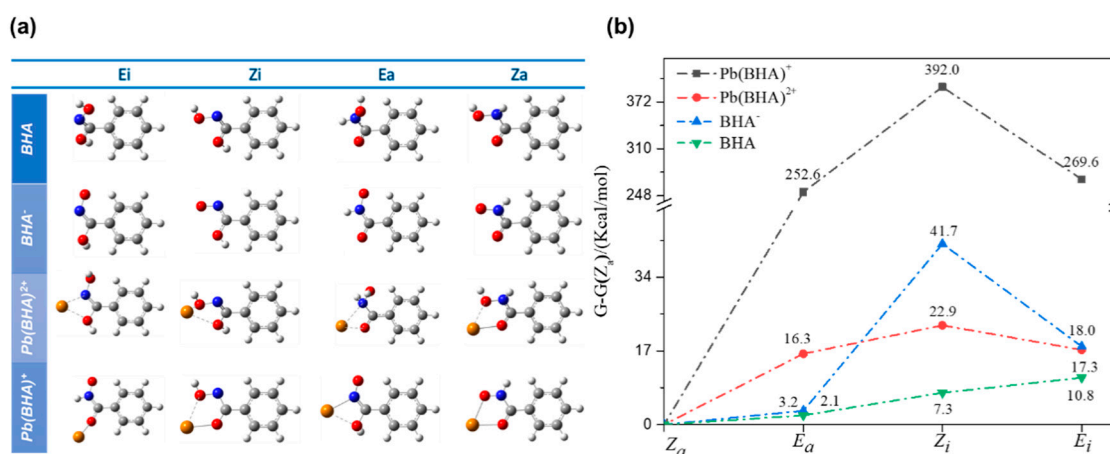 (a)
Ei Zi Ea Za
BHA
BHA-
Pb(BHA)2+
Pb(BHA)+
(b)
G-G(Za)/(Kcal/mol)
372
310
248
34
17
0
Pb(BHA)+
Pb(BHA)2+
BHA-
BHA
392.0
252.6
269.6
41.7
22.9
18.0
16.3
17.3
3.2
2.1
7.3
10.8
Za Ea Zi Ei